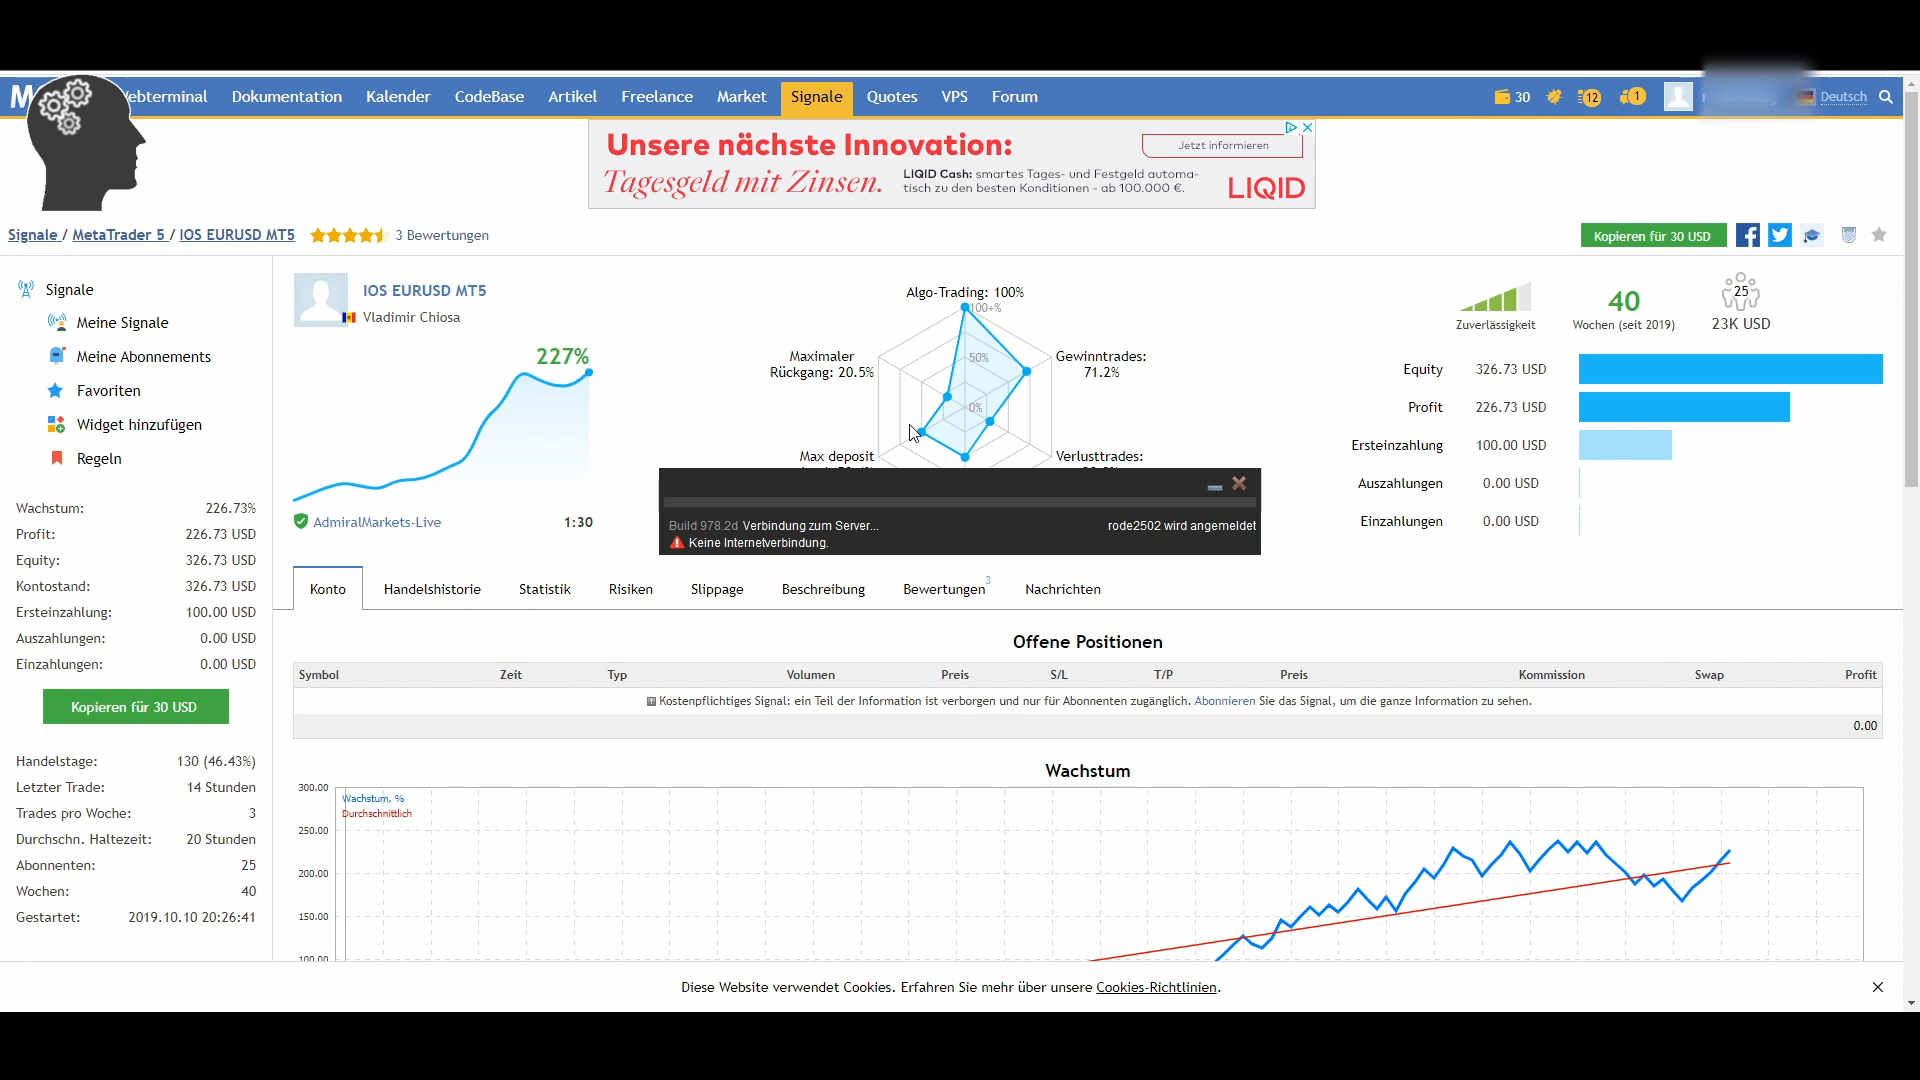 Webterminal Dokumentation Kalender CodeBase Artikel Freelance Market Signale Quotes VPS Forum 30 12 1 Deutsch
Unsere nächste Innovation:
Tagesgeld mit Zinsen.
LIQID Cash: smartes Tages- und Festgeld automa-
tisch zu den besten Konditionen - ab 100.000 €.
Jetzt informieren
LIQID
Signale / MetaTrader 5 / IOS EURUSD MT5 3 Bewertungen
Kopieren für 30 USD
Signale
Meine Signale
Meine Abonnements
Favoriten
Widget hinzufügen
Regeln
Wachstum: 226.73%
Profit: 226.73 USD
Equity: 326.73 USD
Kontostand: 326.73 USD
Ersteinzahlung: 100.00 USD
Auszahlungen: 0.00 USD
Einzahlungen: 0.00 USD
Kopieren für 30 USD
Handelstage: 130 (46.43%)
Letzter Trade: 14 Stunden
Trades pro Woche: 3
Durchschn. Haltezeit: 20 Stunden
Abonnenten: 25
Wochen: 40
Gestartet: 2019.10.10 20:26:41
IOS EURUSD MT5
Vladimir Chiosa
227%
AdmiralMarkets-Live 1:30
Algo-Trading: 100%
100+%
50%
0%
Maximaler
Rückgang: 20.5%
Gewinntrades:
71.2%
Max deposit
Verlusttrades:
Zuverlässigkeit
40
Wochen (seit 2019)
25
23K USD
Equity 326.73 USD
Profit 226.73 USD
Ersteinzahlung 100.00 USD
Auszahlungen 0.00 USD
Einzahlungen 0.00 USD
Build 978.2d Verbindung zum Server... rode2502 wird angemeldet
Keine Internetverbindung.
Konto Handelshistorie Statistik Risiken Slippage Beschreibung Bewertungen 3 Nachrichten
Offene Positionen
Symbol Zeit Typ Volumen Preis S/L T/P Preis Kommission Swap Profit
Kostenpflichtiges Signal: ein Teil der Information ist verborgen und nur für Abonnenten zugänglich. Abonnieren Sie das Signal, um die ganze Information zu sehen.
0.00
Wachstum
Wachstum, %
Durchschnittlich
300.00
250.00
200.00
150.00
100.00
Diese Website verwendet Cookies. Erfahren Sie mehr über unsere Cookies-Richtlinien.